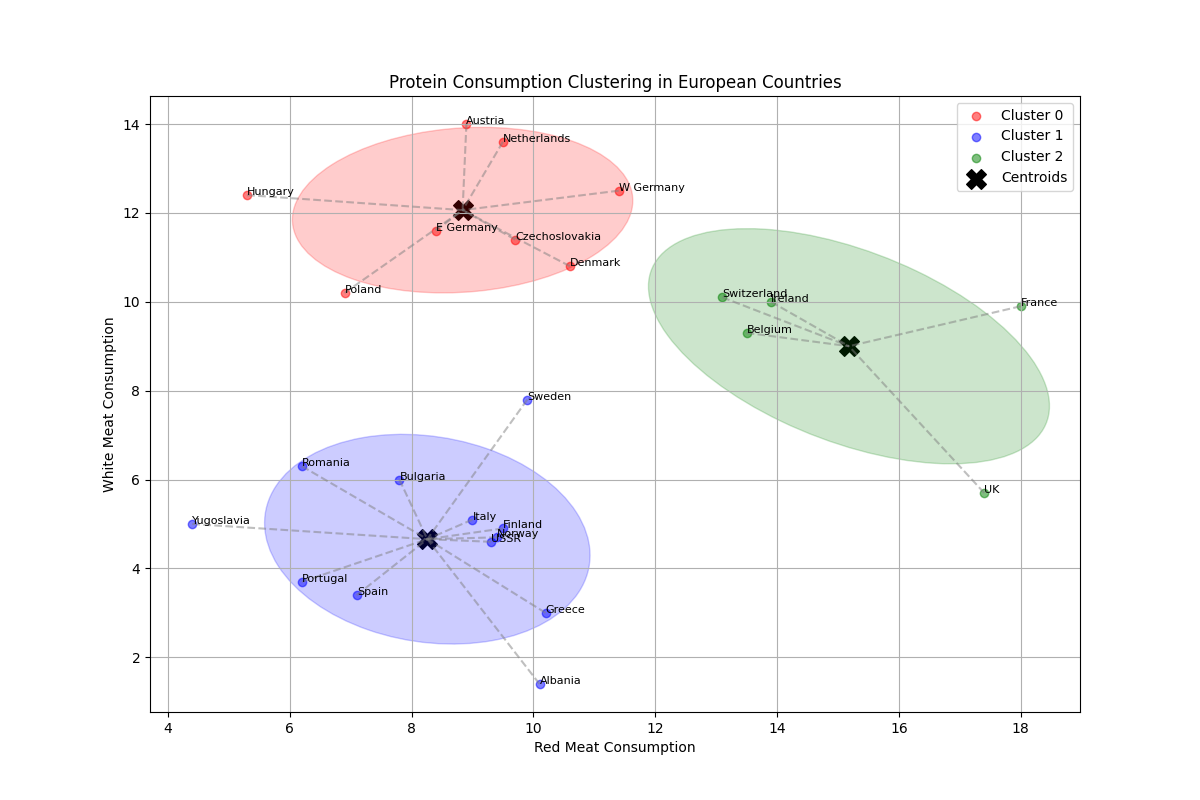 Protein Consumption Clustering in European Countries
Cluster 0
Cluster 1
Cluster 2
Centroids
White Meat Consumption
14
12
10
8
6
4
2
Austria
Netherlands
Hungary
W Germany
E Germany
Czechoslovakia
Denmark
Poland
Switzerland
Ireland
France
Belgium
Sweden
Romania
Bulgaria
UK
Yugoslavia
Italy
Finland
Norway
USSR
Portugal
Spain
Greece
Albania
4
6
8
10
12
14
16
18
Red Meat Consumption